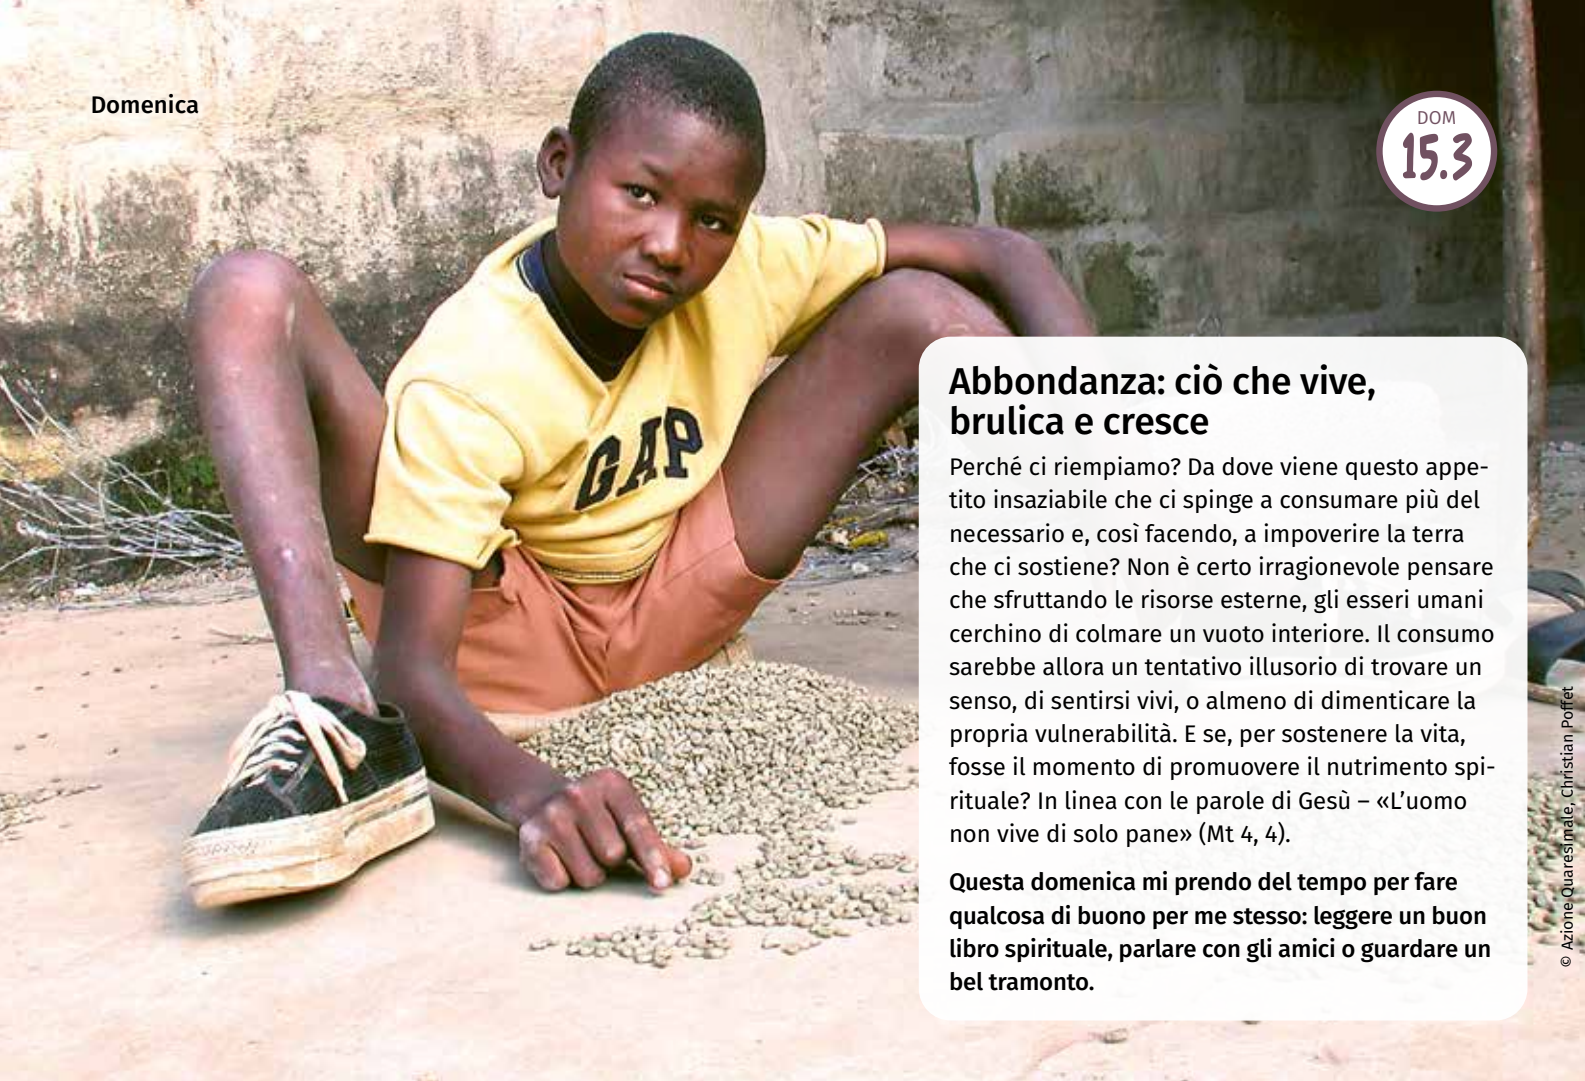 Domenica
DOM
15.3
GAP
Abbondanza: ciò che vive,
brulica e cresce
Perché ci riempiamo? Da dove viene questo appe-
tito insaziabile che ci spinge a consumare più del
necessario e, così facendo, a impoverire la terra
che ci sostiene? Non è certo irragionevole pensare
che sfruttando le risorse esterne, gli esseri umani
cerchino di colmare un vuoto interiore. Il consumo
sarebbe allora un tentativo illusorio di trovare un
senso, di sentirsi vivi, o almeno di dimenticare la
propria vulnerabilità. E se, per sostenere la vita,
fosse il momento di promuovere il nutrimento spi-
rituale? In linea con le parole di Gesù – «L’uomo
non vive di solo pane» (Mt 4, 4).
Questa domenica mi prendo del tempo per fare
qualcosa di buono per me stesso: leggere un buon
libro spirituale, parlare con gli amici o guardare un
bel tramonto.
© Azione Quaresimale, Christian Poffet